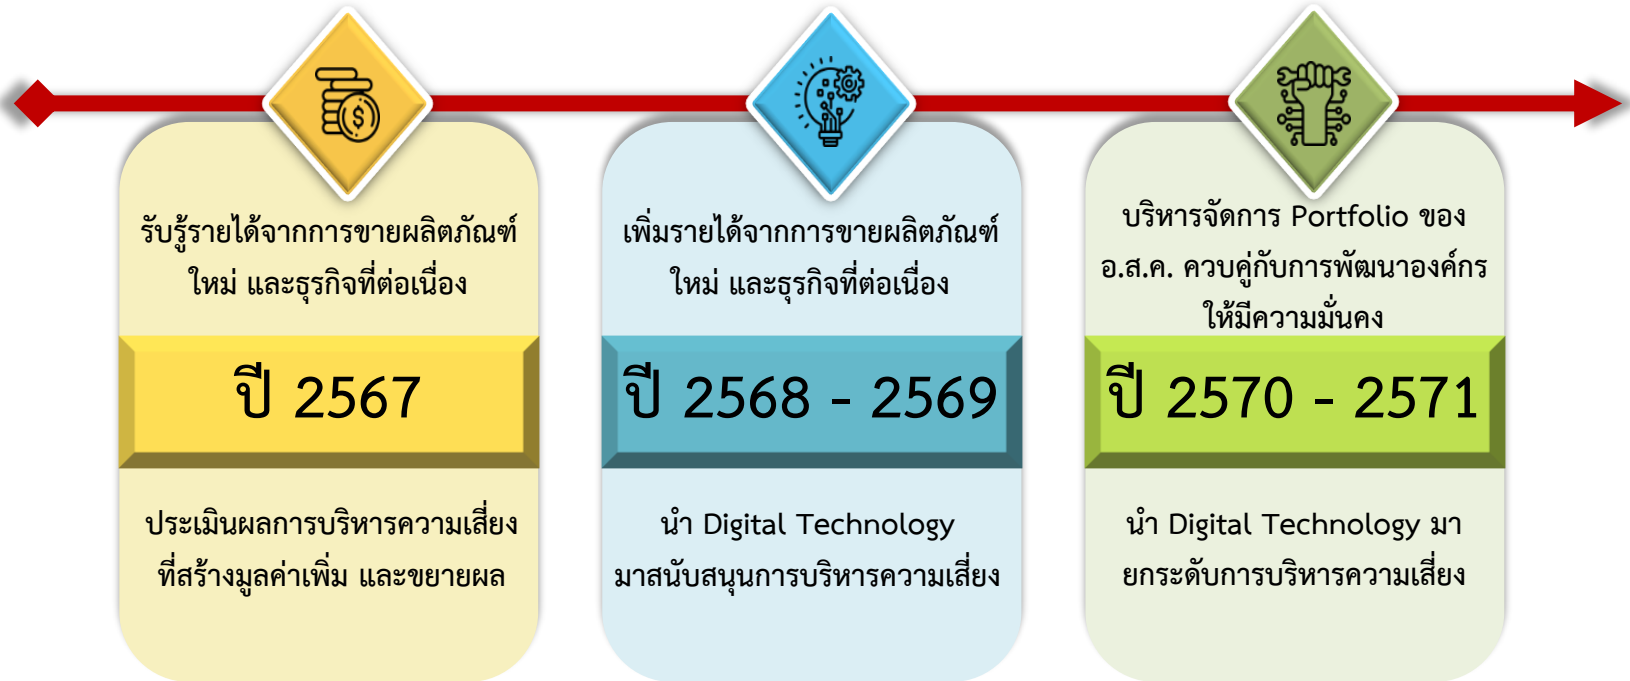 รับรู้รายได้จากการขายผลิตภัณฑ์
ใหม่ และธุรกิจที่ต่อเนื่อง
ปี 2567
ประเมินผลการบริหารความเสี่ยง
ที่สร้างมูลค่าเพิ่ม และขยายผล
เพิ่มรายได้จากการขายผลิตภัณฑ์
ใหม่ และธุรกิจที่ต่อเนื่อง
ปี 2568 - 2569
นำ Digital Technology
มาสนับสนุนการบริหารความเสี่ยง
บริหารจัดการ Portfolio ของ
อ.ส.ค. ควบคู่กับการพัฒนาองค์กร
ให้มีความมั่นคง
ปี 2570 - 2571
นำ Digital Technology มา
ยกระดับการบริหารความเสี่ยง